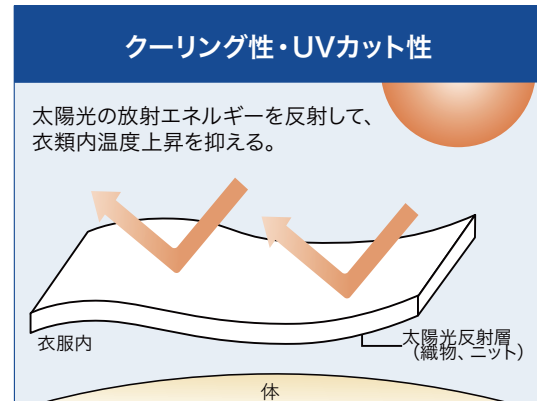 クーリング性・UVカット性
太陽光の放射エネルギーを反射して、
衣類内温度上昇を抑える。
衣服内
太陽光反射層
（織物、ニット）
体